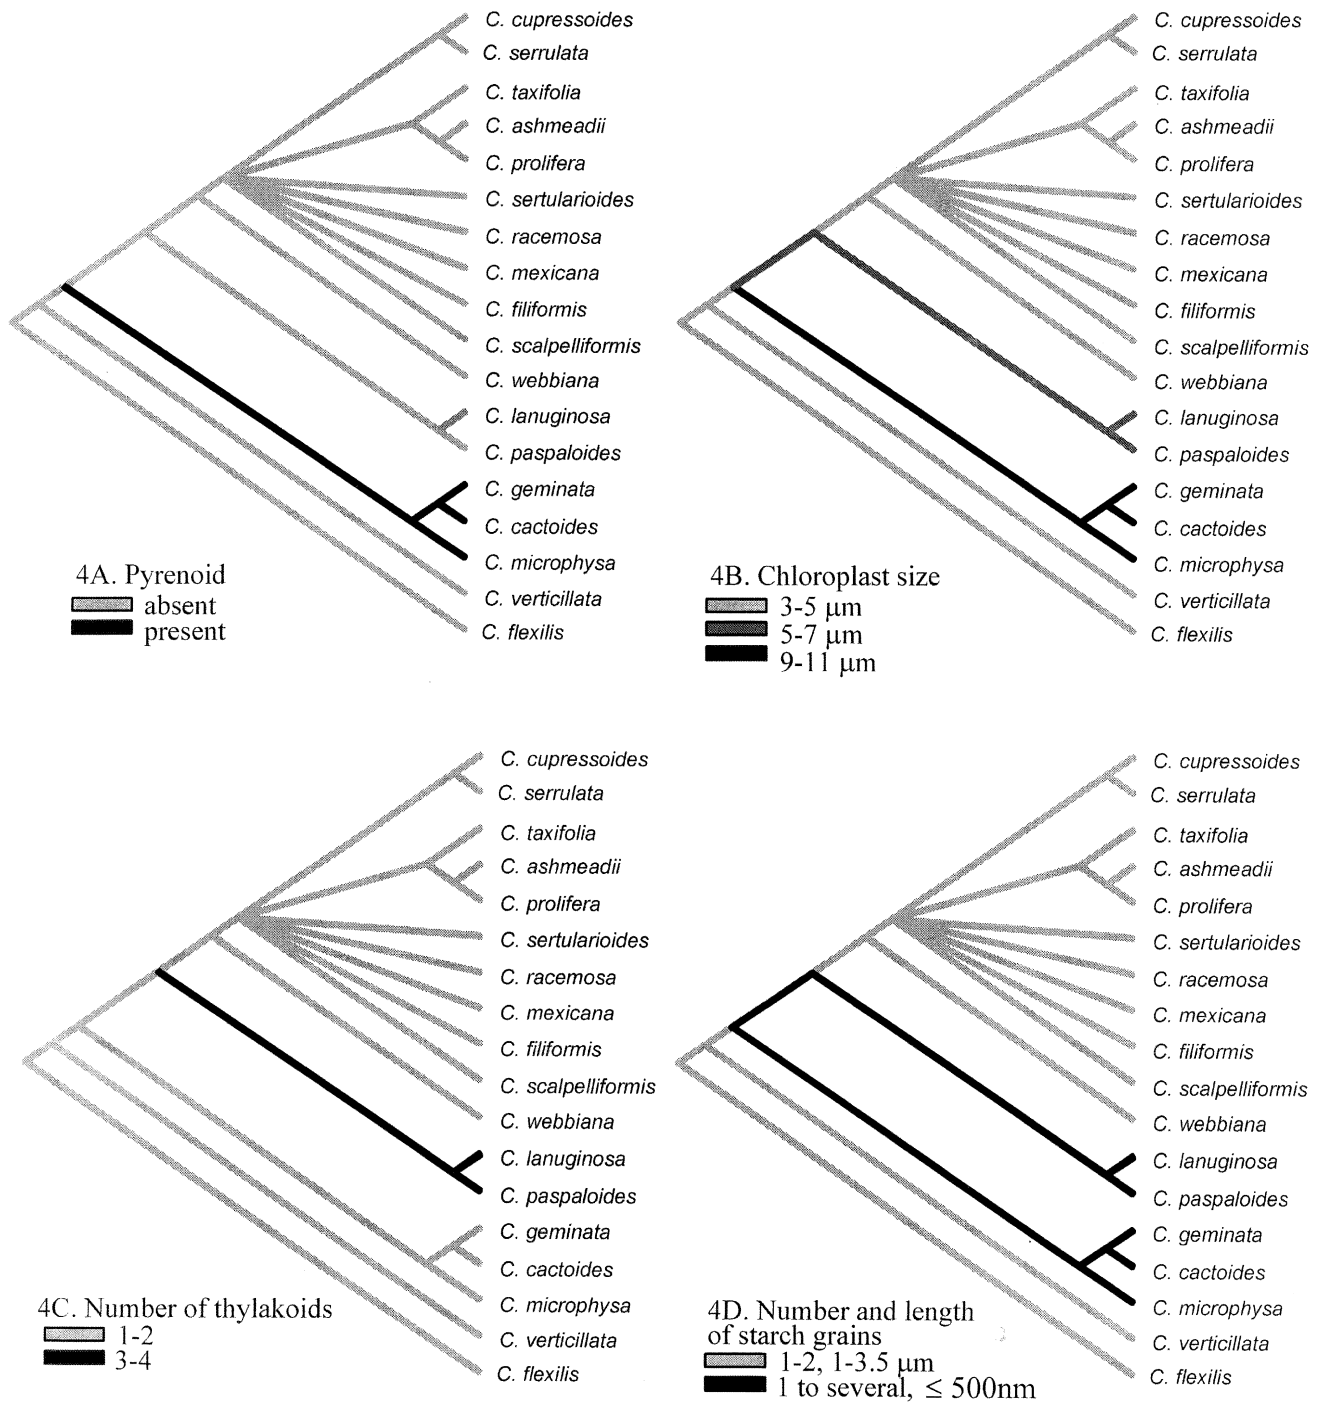 C. cupressoides
C. serrulata
C. taxifolia
C. ashmeadii
C. prolifera
C. sertularioides
C. racemosa
C. mexicana
C. filiformis
C. scalpelliformis
C. webbiana
C. lanuginosa
C. paspaloides
C. geminata
C. cactoides
C. microphysa
C. verticillata
C. flexilis
4A. Pyrenoid
absent
present
C. cupressoides
C. serrulata
C. taxifolia
C. ashmeadii
C. prolifera
C. sertularioides
C. racemosa
C. mexicana
C. filiformis
C. scalpelliformis
C. webbiana
C. lanuginosa
C. paspaloides
C. geminata
C. cactoides
C. microphysa
C. verticillata
C. flexilis
4B. Chloroplast size
3-5 μm
5-7 μm
9-11 μm
C. cupressoides
C. serrulata
C. taxifolia
C. ashmeadii
C. prolifera
C. sertularioides
C. racemosa
C. mexicana
C. filiformis
C. scalpelliformis
C. webbiana
C. lanuginosa
C. paspaloides
C. geminata
C. cactoides
C. microphysa
C. verticillata
C. flexilis
4C. Number of thylakoids
1-2
3-4
C. cupressoides
C. serrulata
C. taxifolia
C. ashmeadii
C. prolifera
C. sertularioides
C. racemosa
C. mexicana
C. filiformis
C. scalpelliformis
C. webbiana
C. lanuginosa
C. paspaloides
C. geminata
C. cactoides
C. microphysa
C. verticillata
C. flexilis
4D. Number and length
of starch grains
1-2, 1-3.5 μm
1 to several, ≤ 500nm